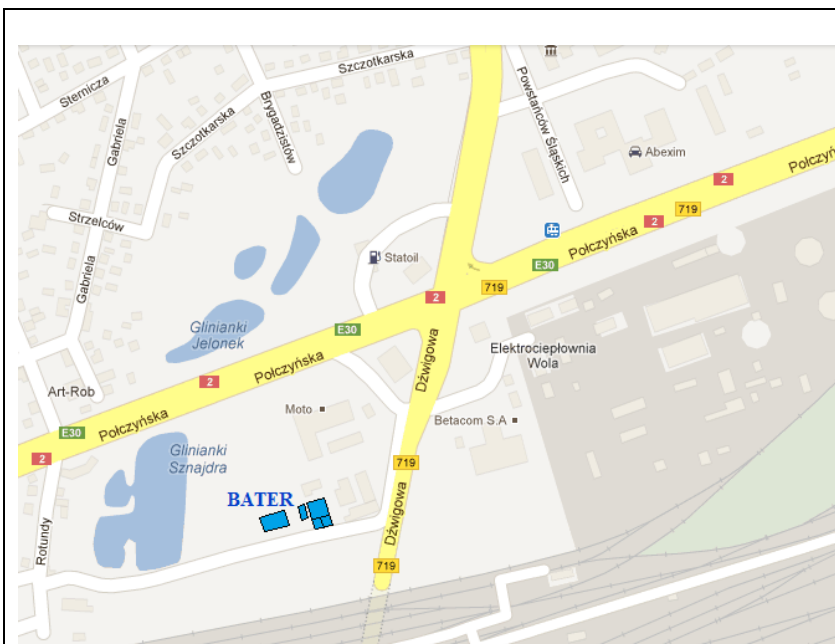 Szczotkarska
Sternicza
Powstańców Śląskich
Brygadzistów
Gabriela
Szczotkarska
Abexim
Połczyń
2
719
2
Strzelców
Połczyńska
Statoil
E30
Gabriela
719
2
Glinianki
Jelonek
E30
Dźwigowa
Elektrociepłownia
Wola
Połczyńska
2
Art-Rob
Moto
Betacom S.A
Połczyńska
E30
2
Glinianki
Sznajdra
719
BATER
Dźwigowa
Rotundy
719